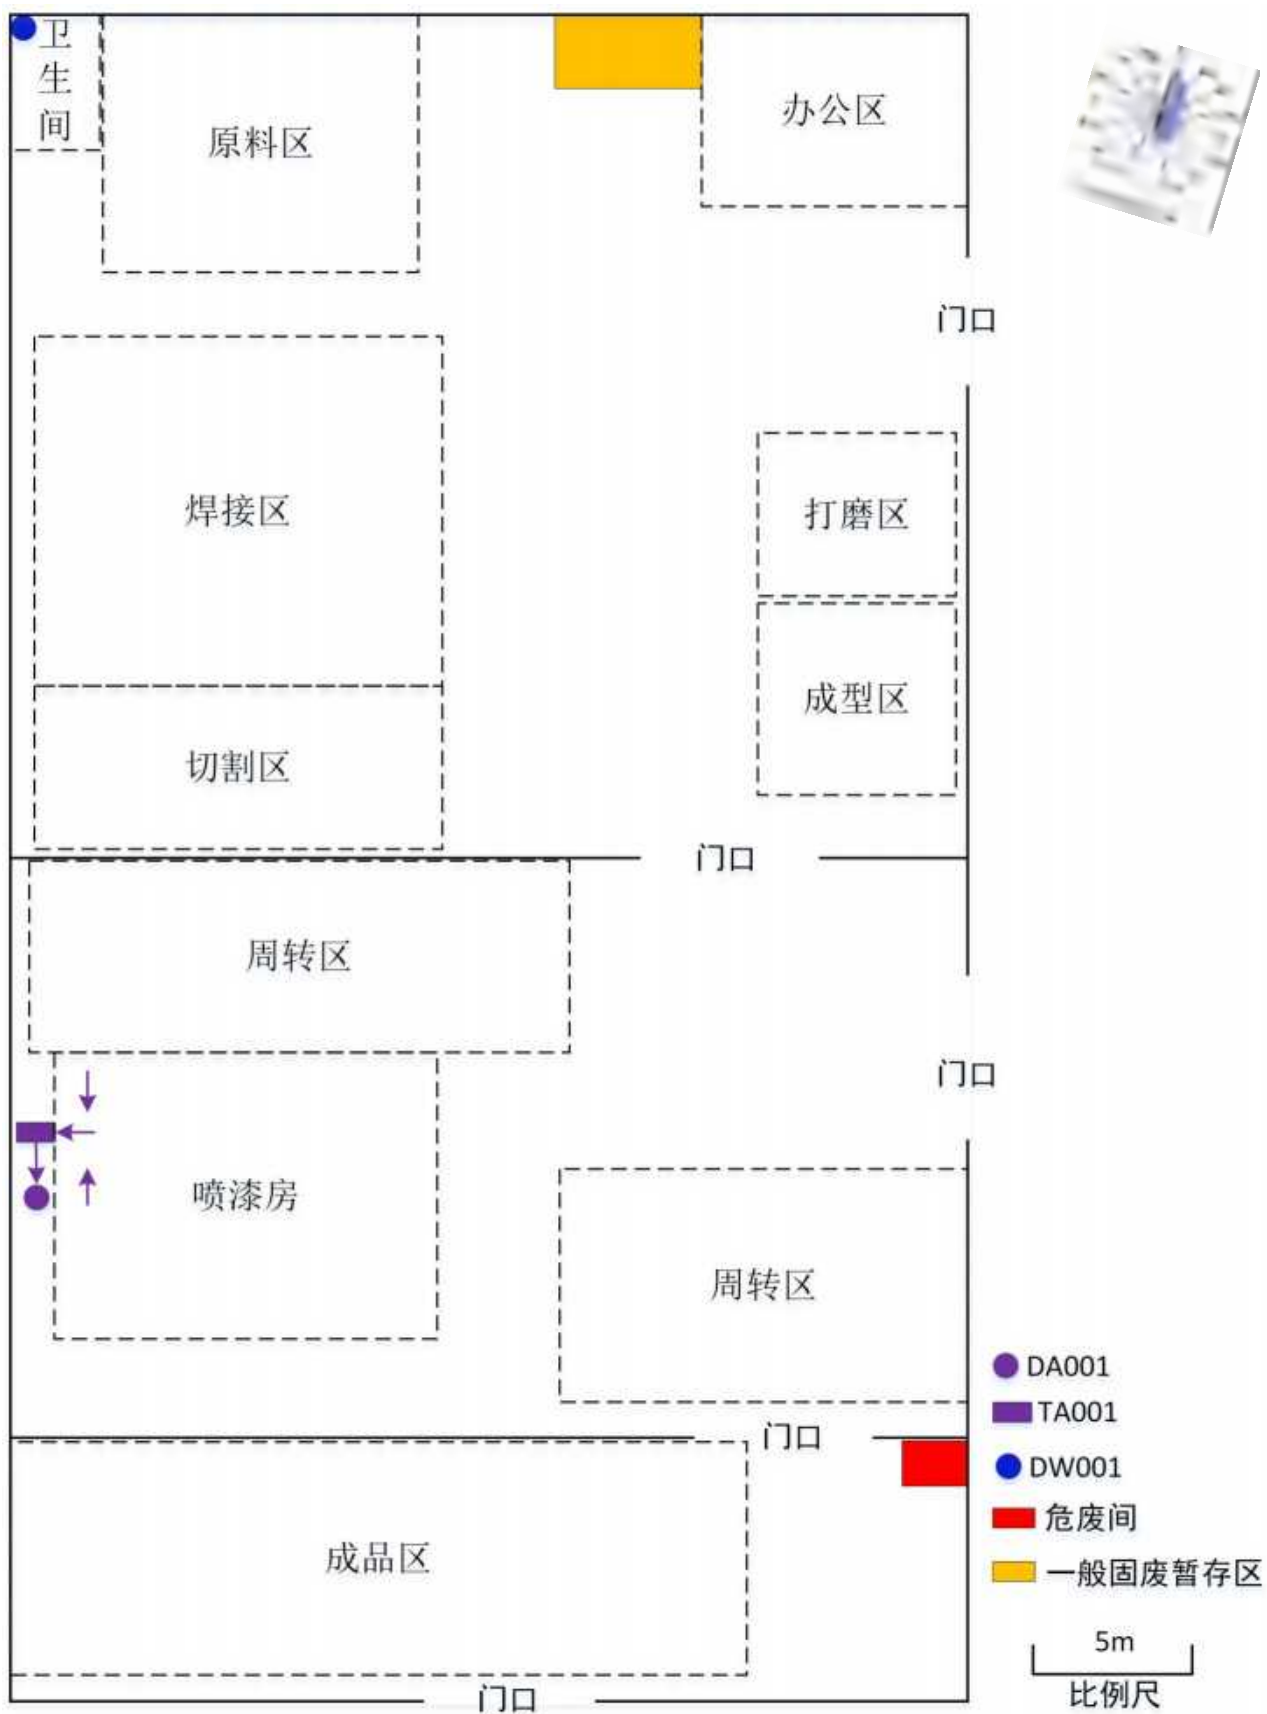 卫
生
间
原料区
办公区
门口
焊接区
打磨区
成型区
切割区
门口
周转区
门口
喷漆房
周转区
DA001
TA001
门口
DW001
危废间
成品区
一般固废暂存区
5m
比例尺
门口